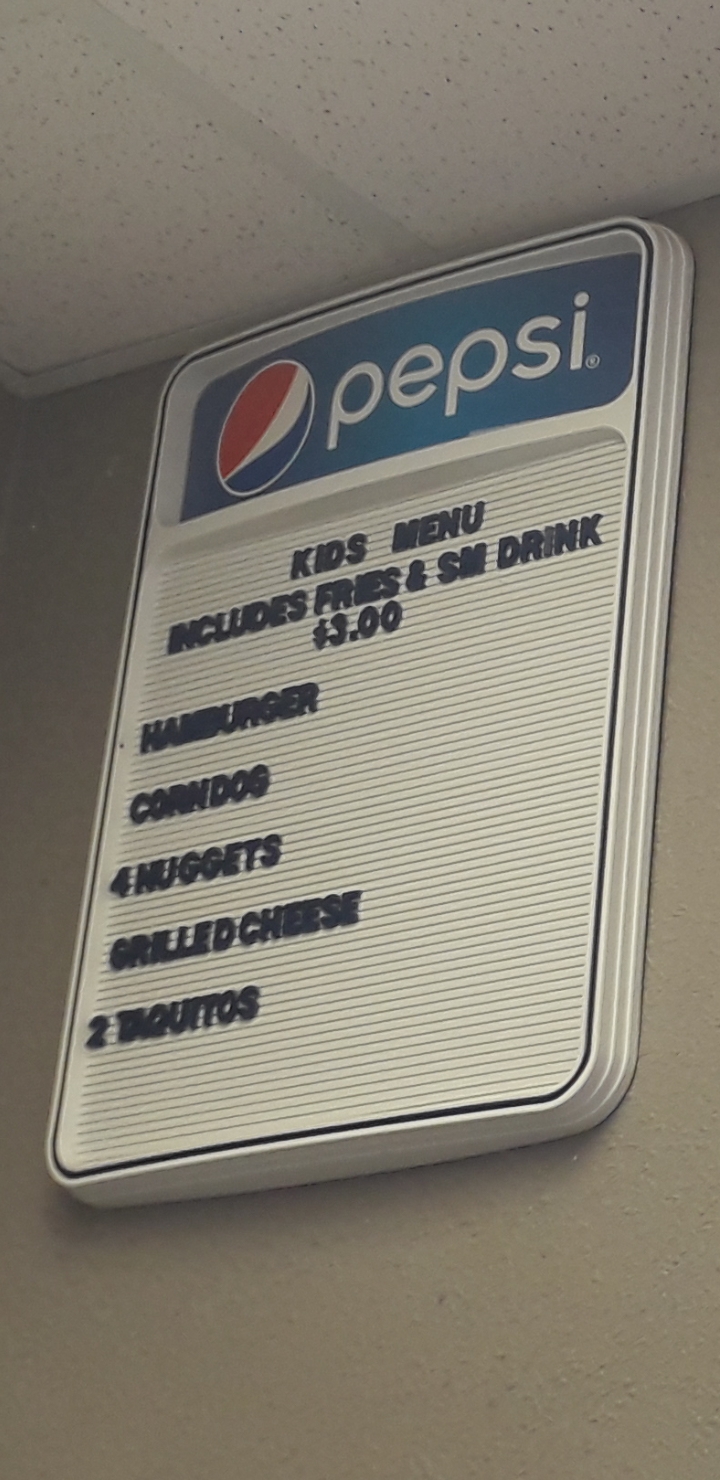 pepsi®
KIDS MENU
INCLUDES FRIES & SM DRINK
$3.00
HAMBURGER
CORNDOG
4 NUGGETS
GRILLED CHEESE
2 TAQUITOS